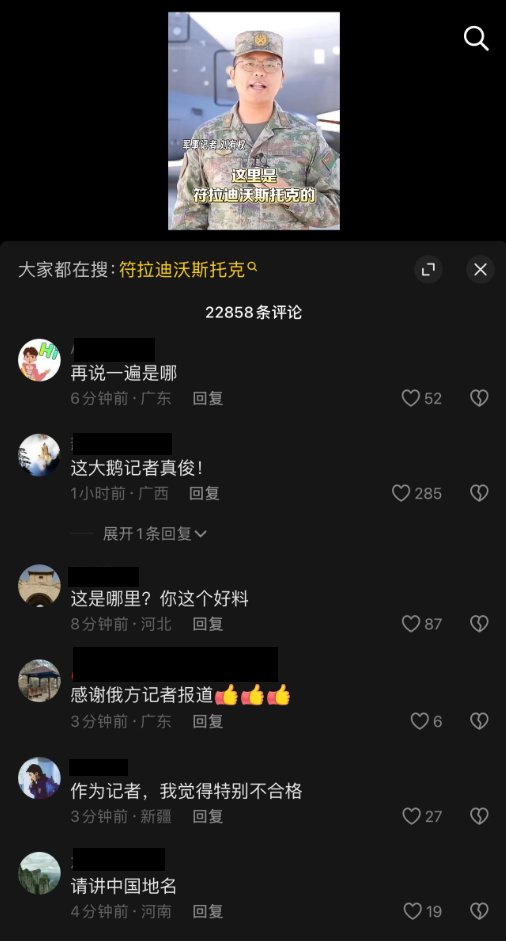 军事记者 刘有权
这里是
符拉迪沃斯托克的
大家都在搜：符拉迪沃斯托克
22858条评论
Hi
再说一遍是哪
6分钟前·广东 回复
52
这大鹅记者真俊！
1小时前·广西 回复
285
展开1条回复
这是哪里？你这个好料
8分钟前·河北 回复
87
感谢俄方记者报道👍👍👍
3分钟前·广东 回复
6
作为记者，我觉得特别不合格
3分钟前·新疆 回复
27
请讲中国地名
4分钟前·河南 回复
19